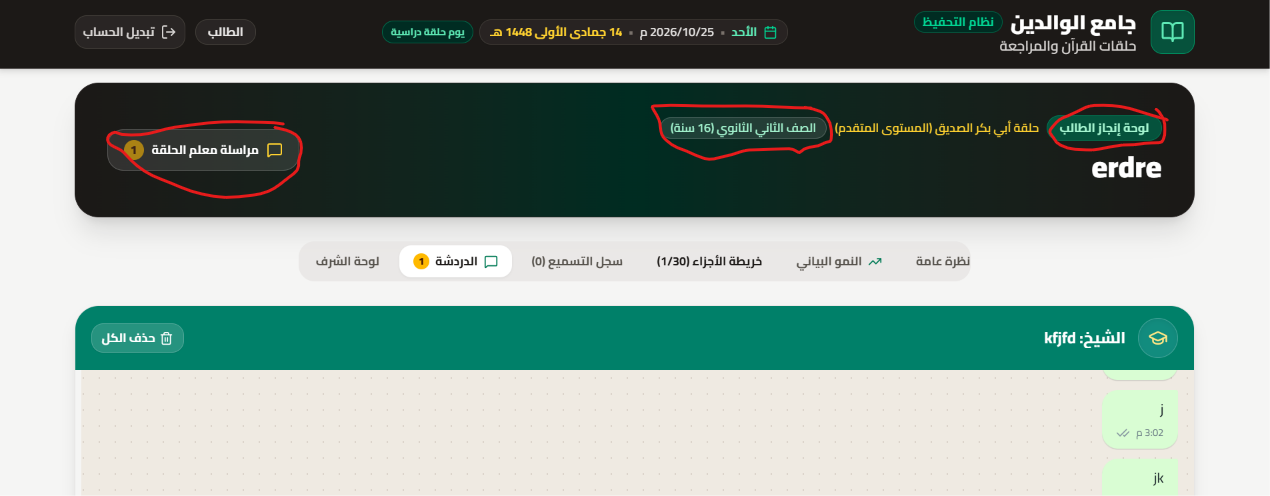 جامع الوالدين نظام التحفيظ
حلقات القرآن والمراجعة
الأحد • 2026/10/25 م • 14 جمادى الأولى 1448 هـ
يوم حلقة دراسية
الطالب
تبديل الحساب
لوحة إنجاز الطالب حلقة أبي بكر الصديق (المستوى المتقدم) الصف الثاني الثانوي (16 سنة)
erdre
مراسلة معلم الحلقة 1
نظرة عامة
النمو البياني
خريطة الأجزاء (1/30)
سجل التسميع (0)
الدردشة 1
لوحة الشرف
الشيخ: kfjfd
حذف الكل
j
3:02 م
jk